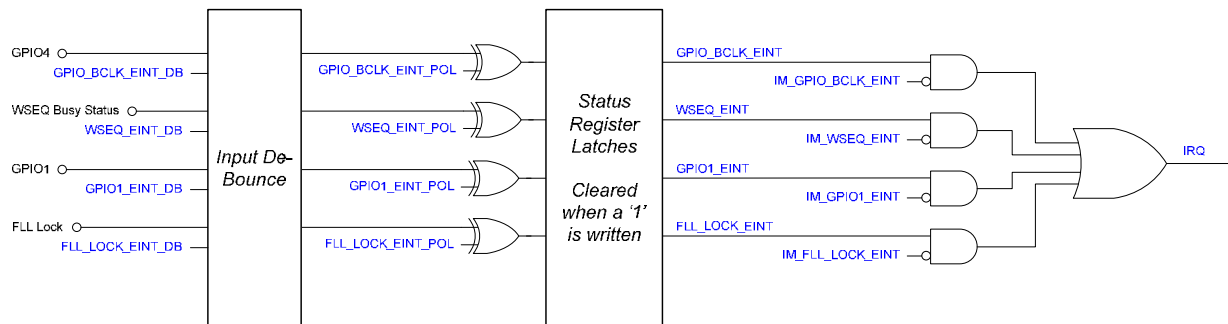 GPIO4
GPIO_BCLK_EINT_DB
WSEQ Busy Status
WSEQ_EINT_DB
GPIO1
GPIO1_EINT_DB
FLL Lock
FLL_LOCK_EINT_DB
Input De-
Bounce
GPIO_BCLK_EINT_POL
WSEQ_EINT_POL
GPIO1_EINT_POL
FLL_LOCK_EINT_POL
Status
Register
Latches
Cleared
when a ‘1’
is written
GPIO_BCLK_EINT
IM_GPIO_BCLK_EINT
WSEQ_EINT
IM_WSEQ_EINT
GPIO1_EINT
IM_GPIO1_EINT
FLL_LOCK_EINT
IM_FLL_LOCK_EINT
IRQ